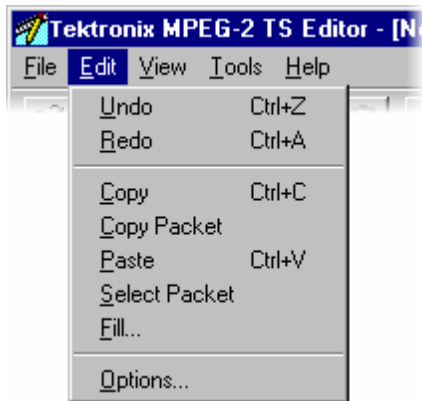 Tektronix MPEG-2 TS Editor - [N
File Edit View Tools Help
Undo Ctrl+Z
Redo Ctrl+A
Copy Ctrl+C
Copy Packet
Paste Ctrl+V
Select Packet
Fill...
Options...